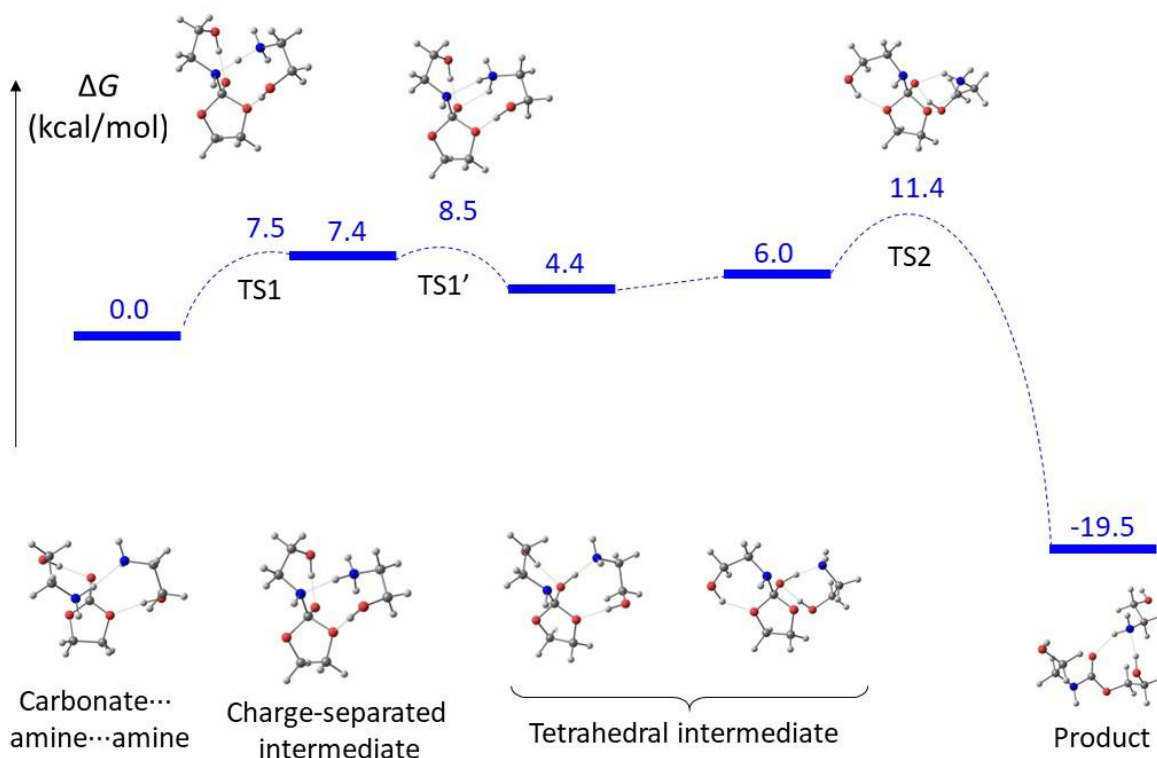 ΔG
(kcal/mol)
0.0
7.5
TS1
7.4
8.5
TS1’
4.4
6.0
11.4
TS2
-19.5
Carbonate···
amine···amine
Charge-separated
intermediate
Tetrahedral intermediate
Product